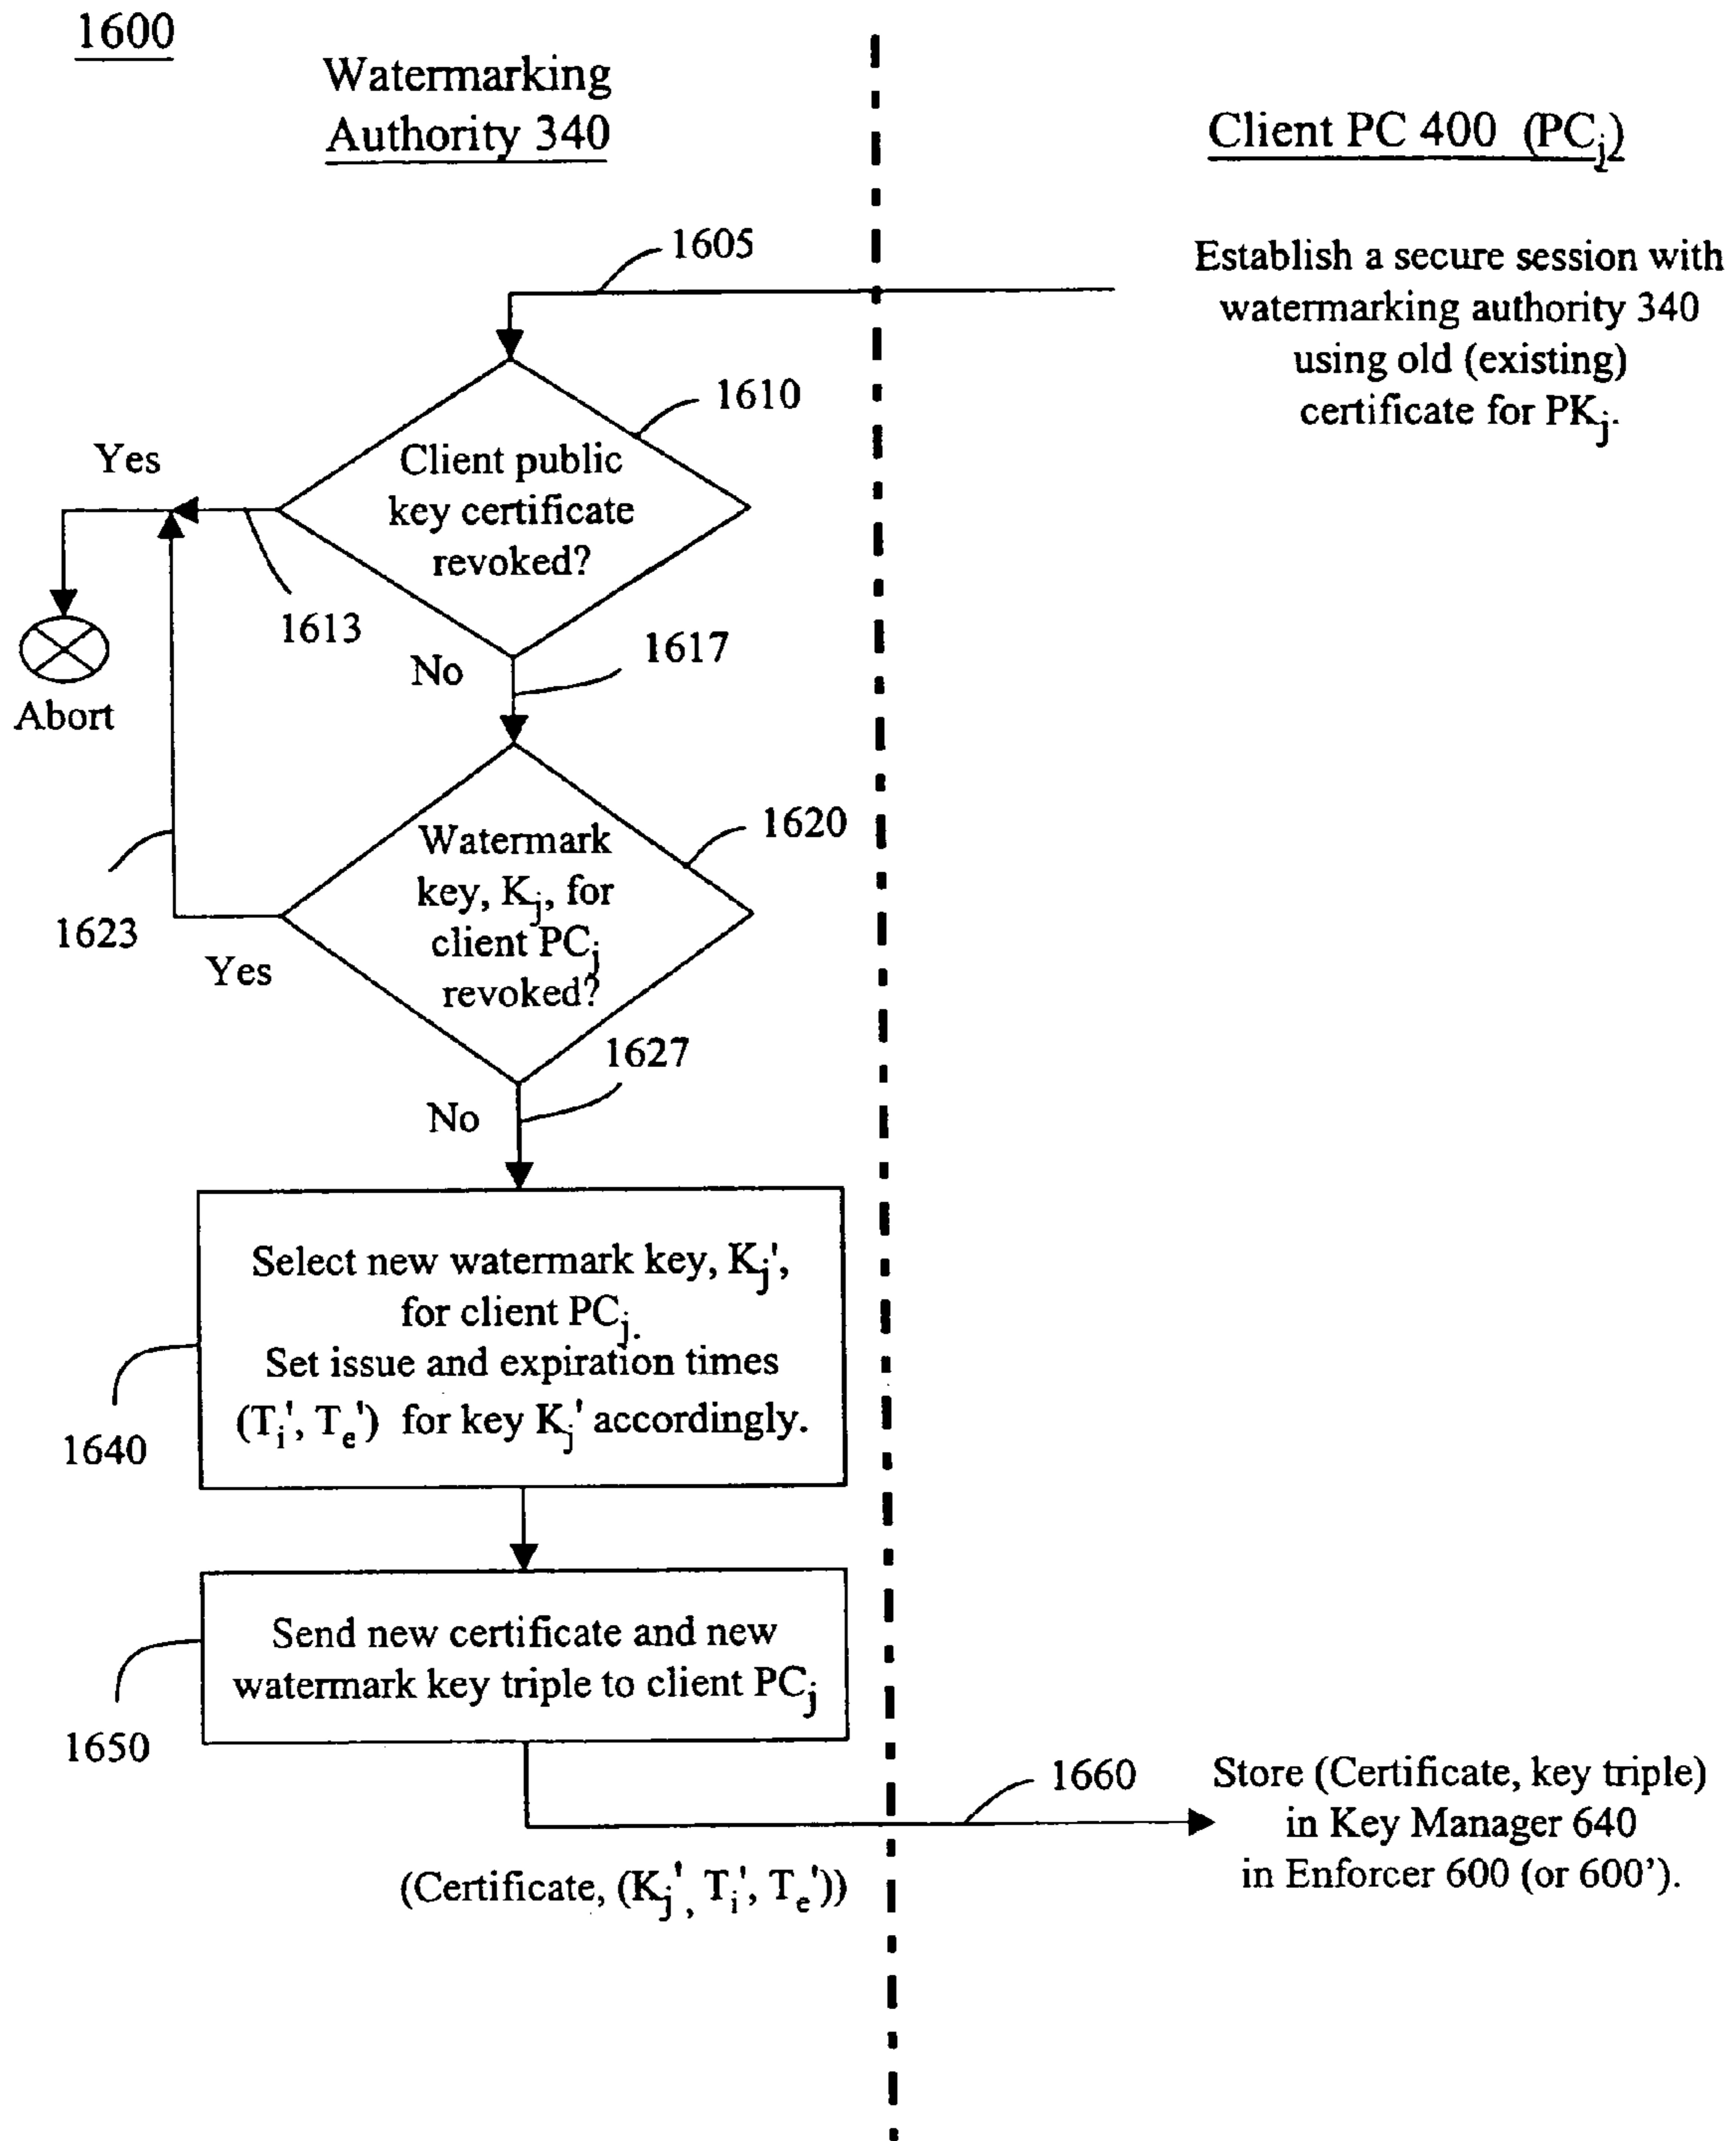 1600
Watermarking
Authority 340
Client PC 400 (PCj)
1605
Establish a secure session with
watermarking authority 340
using old (existing)
certificate for PKj.
1610
Yes
Client public
key certificate
revoked?
1613
Abort
No
1617
Watermark
key, Kj, for
client PCj
revoked?
1620
1623
Yes
1627
No
Select new watermark key, Kj',
for client PCj.
Set issue and expiration times
(Ti', Te') for key Kj' accordingly.
1640
Send new certificate and new
watermark key triple to client PCj
1650
1660
Store (Certificate, key triple)
in Key Manager 640
in Enforcer 600 (or 600').
(Certificate, (Kj', Ti', Te'))